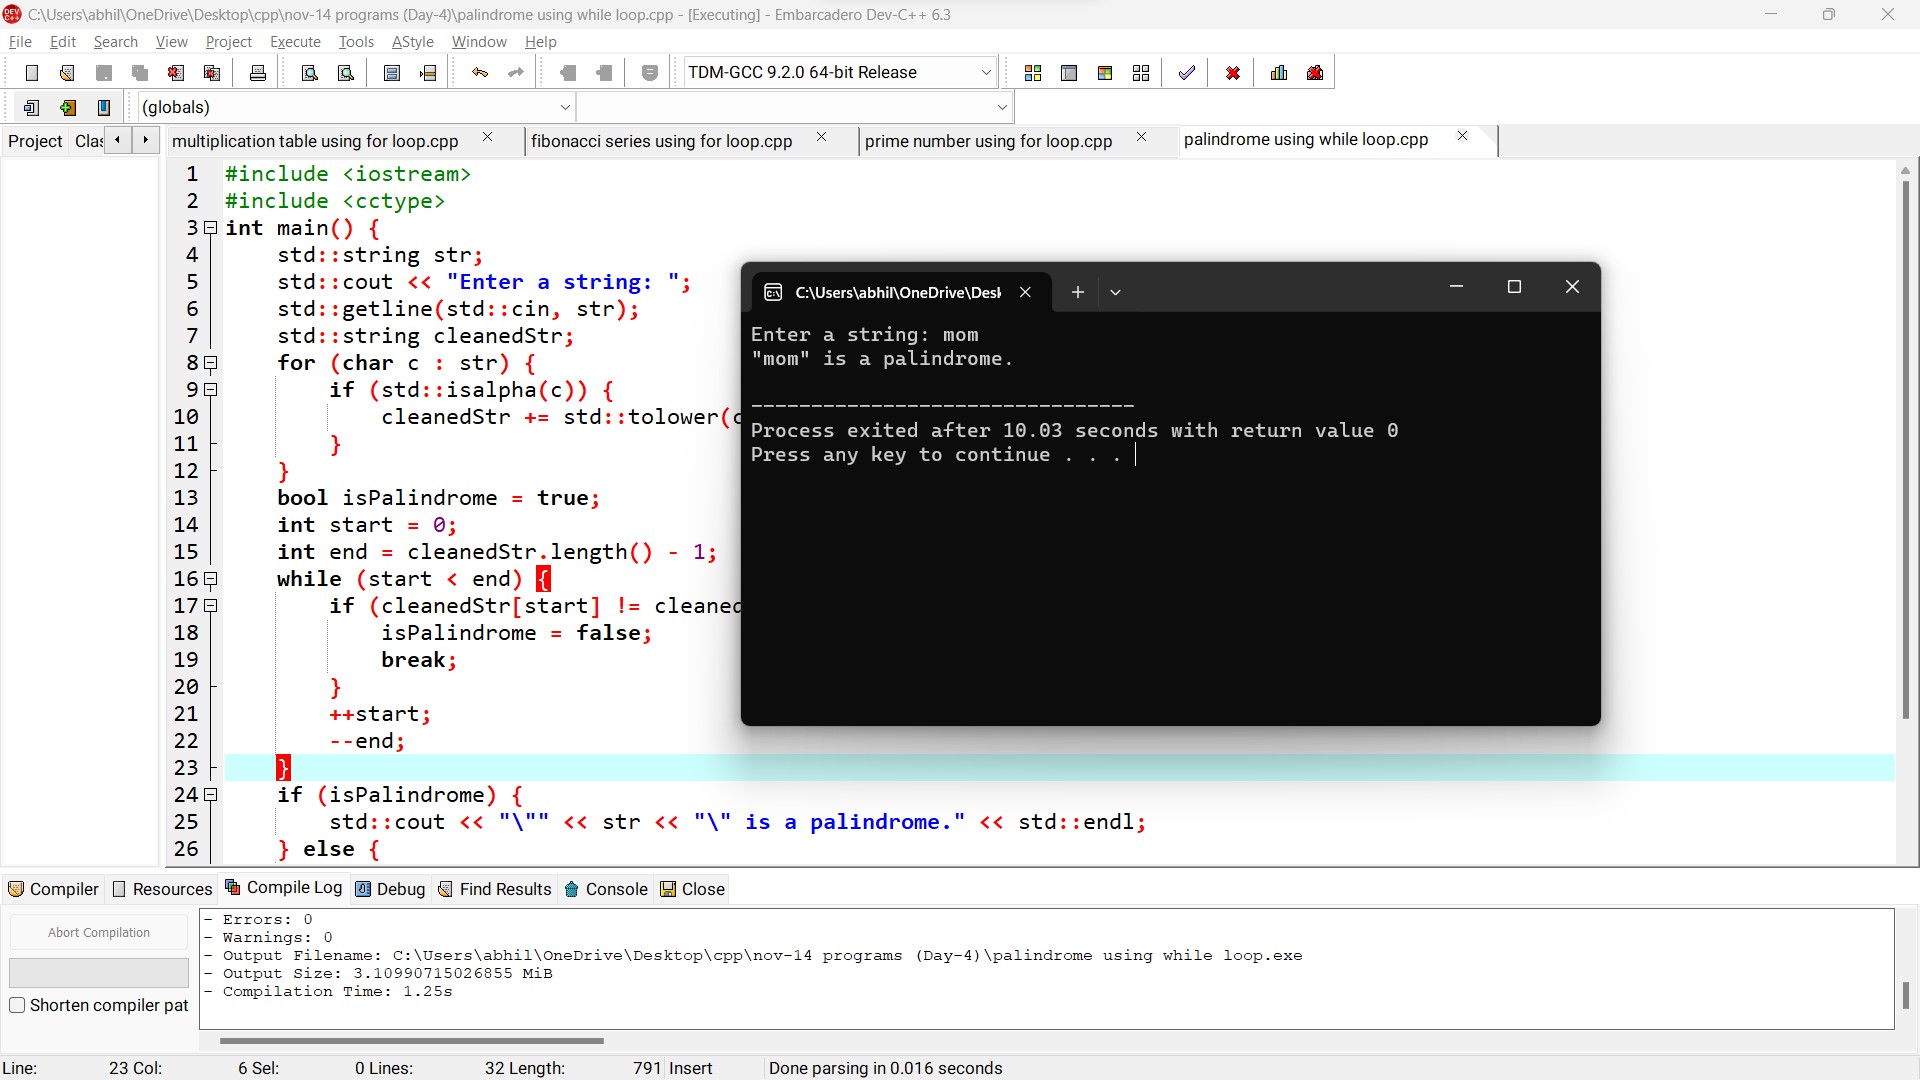 C:\Users\abhil\OneDrive\Desktop\cpp\nov-14 programs (Day-4)\palindrome using while loop.cpp - [Executing] - Embarcadero Dev-C++ 6.3
File Edit Search View Project Execute Tools AStyle Window Help
TDM-GCC 9.2.0 64-bit Release
(globals)
Project Clas multiplication table using for loop.cpp fibonacci series using for loop.cpp prime number using for loop.cpp palindrome using while loop.cpp
1 #include <iostream>
2 #include <cctype>
3 int main() {
4 std::string str;
5 std::cout << "Enter a string: ";
6 std::getline(std::cin, str);
7 std::string cleanedStr;
8 for (char c : str) {
9 if (std::isalpha(c)) {
10 cleanedStr += std::tolower(c
11 }
12 }
13 bool isPalindrome = true;
14 int start = 0;
15 int end = cleanedStr.length() - 1;
16 while (start < end) {
17 if (cleanedStr[start] != cleaned
18 isPalindrome = false;
19 break;
20 }
21 ++start;
22 --end;
23 }
24 if (isPalindrome) {
25 std::cout << "\"" << str << "\" is a palindrome." << std::endl;
26 } else {
C:\Users\abhil\OneDrive\Desk
Enter a string: mom
"mom" is a palindrome.
--------------------------------
Process exited after 10.03 seconds with return value 0
Press any key to continue . . .
Compiler Resources Compile Log Debug Find Results Console Close
Abort Compilation
Shorten compiler pat
- Errors: 0
- Warnings: 0
- Output Filename: C:\Users\abhil\OneDrive\Desktop\cpp\nov-14 programs (Day-4)\palindrome using while loop.exe
- Output Size: 3.10990715026855 MiB
- Compilation Time: 1.25s
Line: 23 Col: 6 Sel: 0 Lines: 32 Length: 791 Insert Done parsing in 0.016 seconds